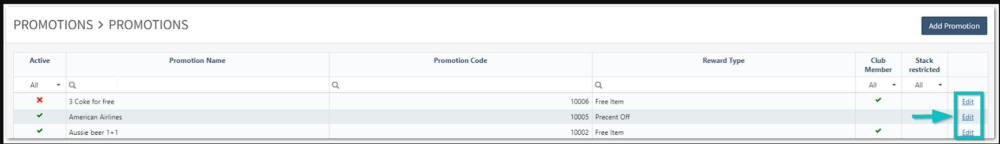 PROMOTIONS > PROMOTIONS
Add Promotion
Active Promotion Name Promotion Code Reward Type Club Member Stack restricted
All All All
3 Coke for free 10006 Free Item Edit
American Airlines 10005 Precent Off Edit
Aussie beer 1+1 10002 Free Item Edit